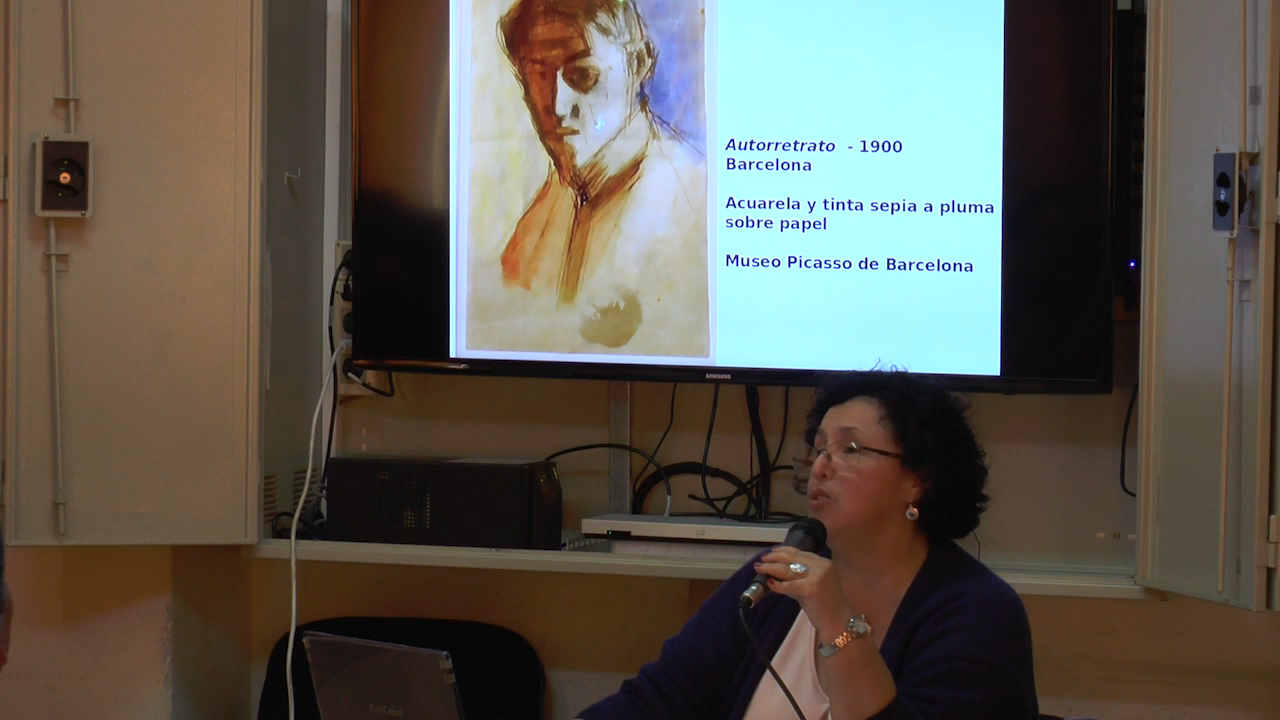 Autorretrato - 1900
Barcelona
Acuarela y tinta sepia a pluma
sobre papel
Museo Picasso de Barcelona
SAMSUNG